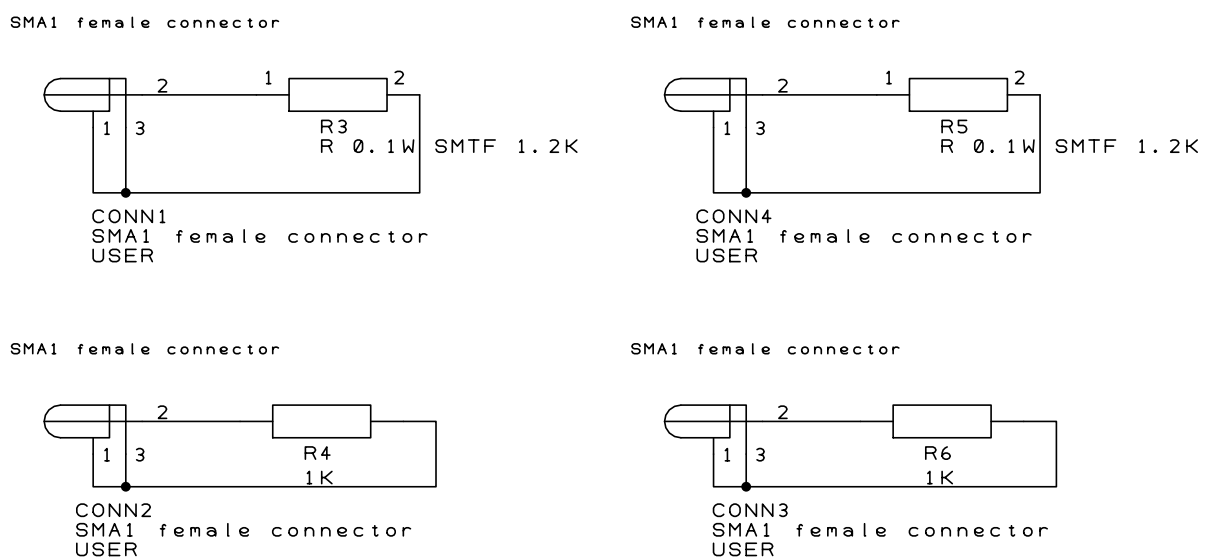 SMA1 female connector
2
1
2
1
3
R3
R 0.1W SMTF 1.2K
CONN1
SMA1 female connector
USER
SMA1 female connector
2
1
2
1
3
R5
R 0.1W SMTF 1.2K
CONN4
SMA1 female connector
USER
SMA1 female connector
2
1
3
R4
1K
CONN2
SMA1 female connector
USER
SMA1 female connector
2
1
3
R6
1K
CONN3
SMA1 female connector
USER